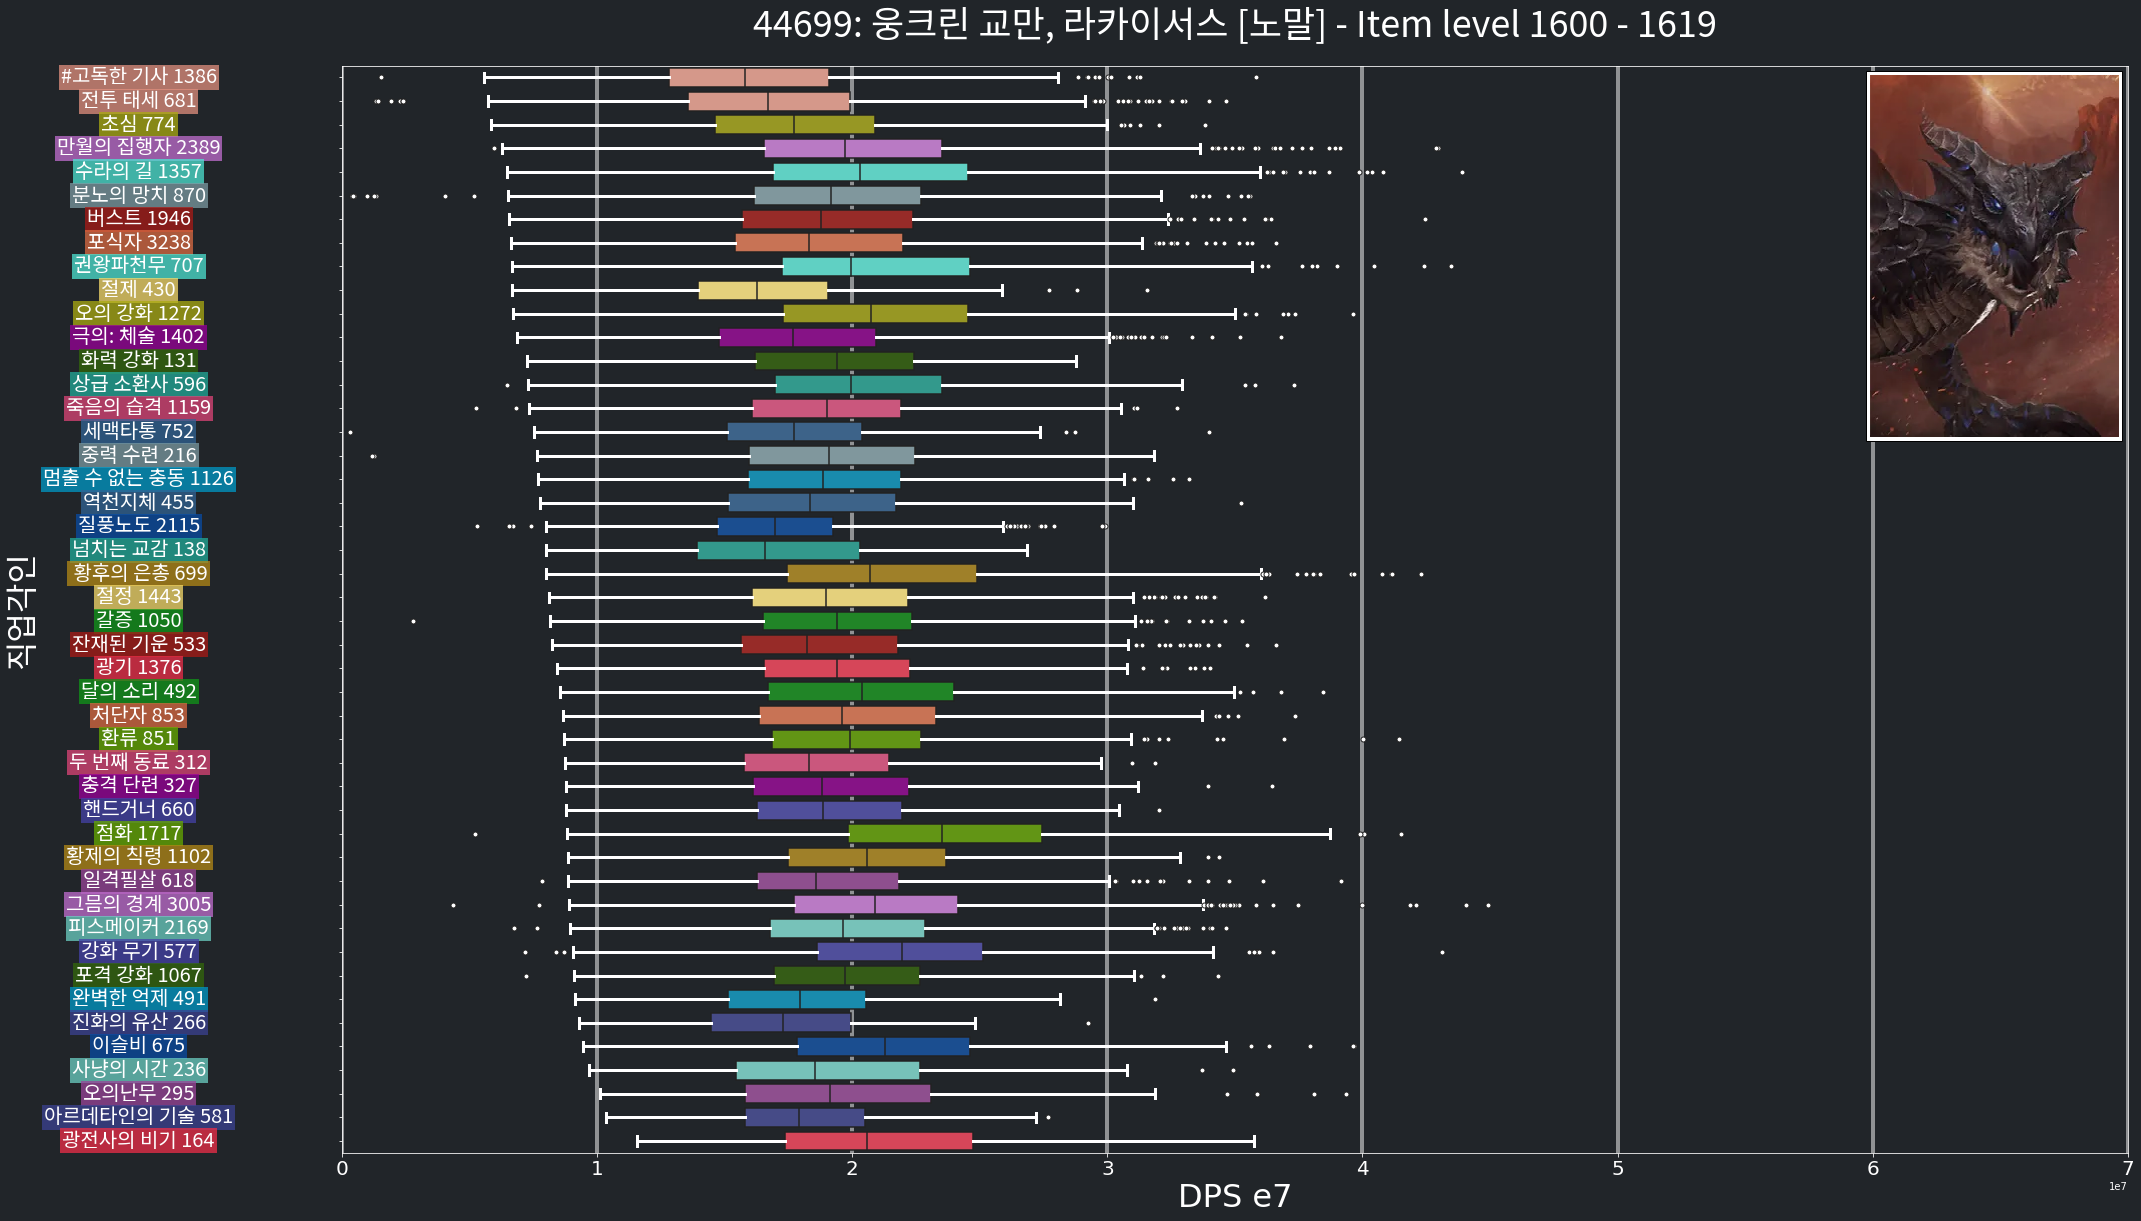 44699: 웅크린 교만, 라카이서스 [노말] - Item level 1600 - 1619
#고독한 기사 1386
전투 태세 681
초심 774
만월의 집행자 2389
수라의 길 1357
분노의 망치 870
버스트 1946
포식자 3238
권왕파천무 707
절제 430
오의 강화 1272
극의: 체술 1402
화력 강화 131
상급 소환사 596
죽음의 습격 1159
세맥타통 752
중력 수련 216
멈출 수 없는 충동 1126
역천지체 455
질풍노도 2115
넘치는 교감 138
황후의 은총 699
절정 1443
갈증 1050
잔재된 기운 533
광기 1376
달의 소리 492
처단자 853
환류 851
두 번째 동료 312
충격 단련 327
핸드거너 660
점화 1717
황제의 칙령 1102
일격필살 618
그믐의 경계 3005
피스메이커 2169
강화 무기 577
포격 강화 1067
완벽한 억제 491
진화의 유산 266
이슬비 675
사냥의 시간 236
오의난무 295
아르데타인의 기술 581
광전사의 비기 164
직업각인
0 1 2 3 4 5 6 7
DPS e7
1e7